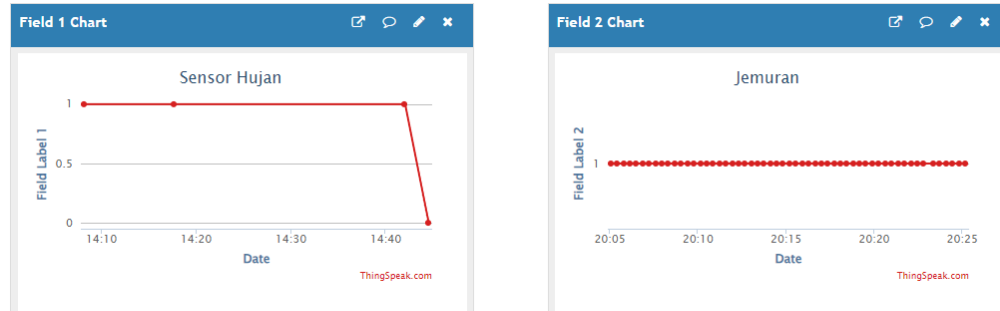 Field 1 Chart
Sensor Hujan
Field Label 1
1
0.5
0
14:10 14:20 14:30 14:40
Date
ThingSpeak.com
Field 2 Chart
Jemuran
Field Label 2
1
20:05 20:10 20:15 20:20 20:25
Date
ThingSpeak.com